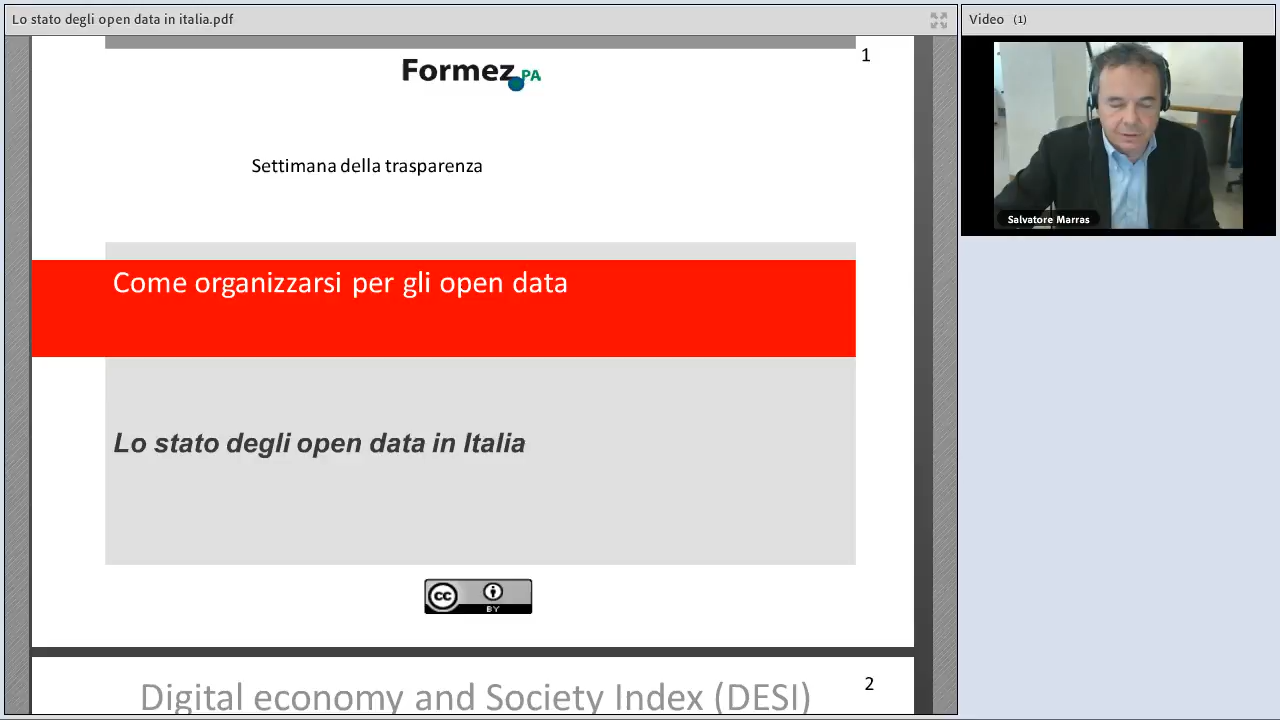 Lo stato degli open data in italia.pdf
Video (1)
1
Formez PA
Settimana della trasparenza
Come organizzarsi per gli open data
Lo stato degli open data in Italia
cc
BY
Salvatore Marras
2
Digital economy and Society Index (DESI)